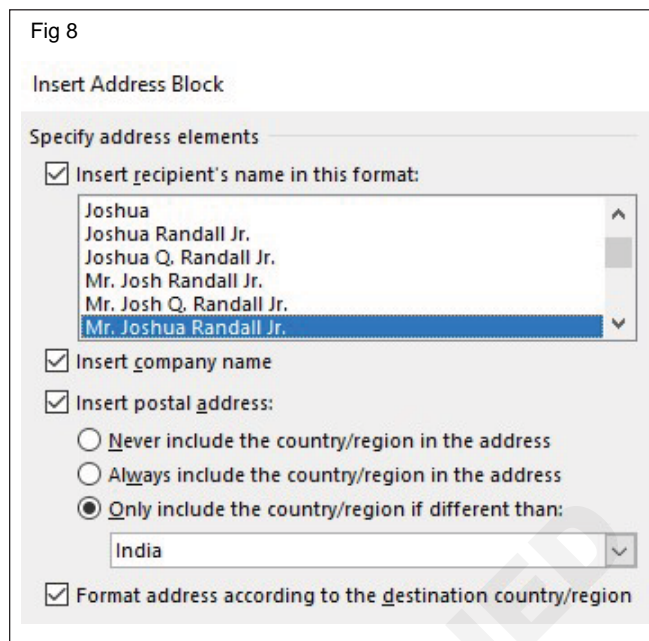 Fig 8
Insert Address Block
Specify address elements
Insert recipient's name in this format:
Joshua
Joshua Randall Jr.
Joshua Q. Randall Jr.
Mr. Josh Randall Jr.
Mr. Josh Q. Randall Jr.
Mr. Joshua Randall Jr.
Insert company name
Insert postal address:
Never include the country/region in the address
Always include the country/region in the address
Only include the country/region if different than:
India
Format address according to the destination country/region